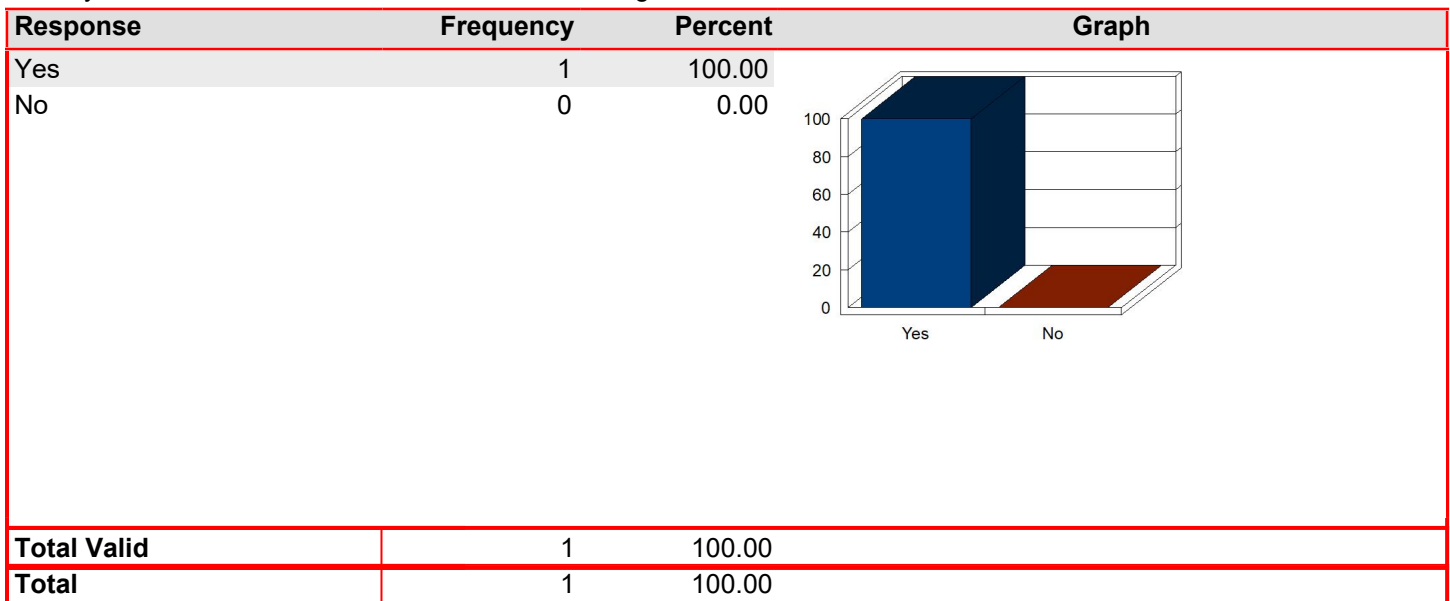 Response Frequency Percent Graph
Yes 1 100.00
No 0 0.00
100
80
60
40
20
0
Yes No
Total Valid 1 100.00
Total 1 100.00